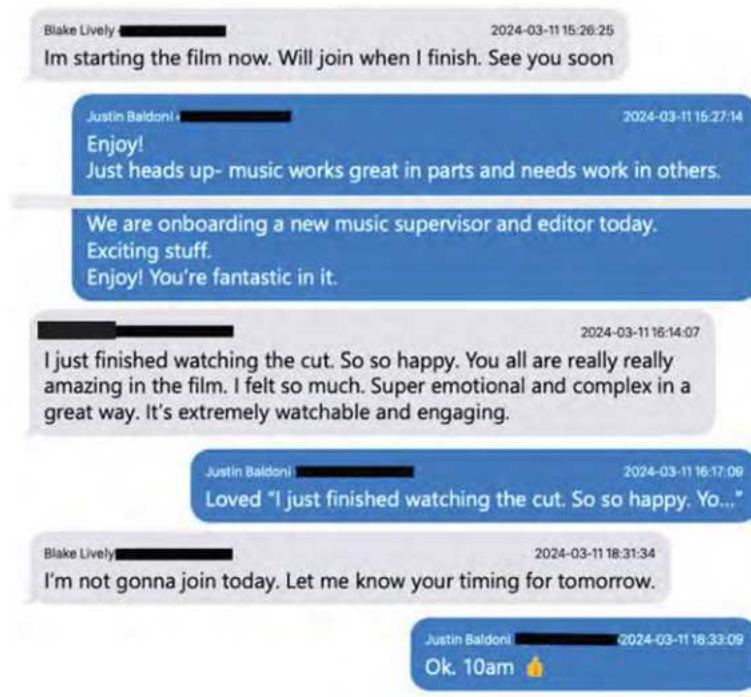 Blake Lively
2024-03-11 15:26:25
Im starting the film now. Will join when I finish. See you soon
Justin Baldoni
2024-03-11 15:27:14
Enjoy!
Just heads up- music works great in parts and needs work in others.
We are onboarding a new music supervisor and editor today.
Exciting stuff.
Enjoy! You're fantastic in it.
2024-03-11 16:14:07
I just finished watching the cut. So so happy. You all are really really
amazing in the film. I felt so much. Super emotional and complex in a
great way. It's extremely watchable and engaging.
Justin Baldoni
2024-03-11 16:17:09
Loved "I just finished watching the cut. So so happy. Yo..."
Blake Lively
2024-03-11 18:31:34
I'm not gonna join today. Let me know your timing for tomorrow.
Justin Baldoni
2024-03-11 18:33:09
Ok. 10am 👍